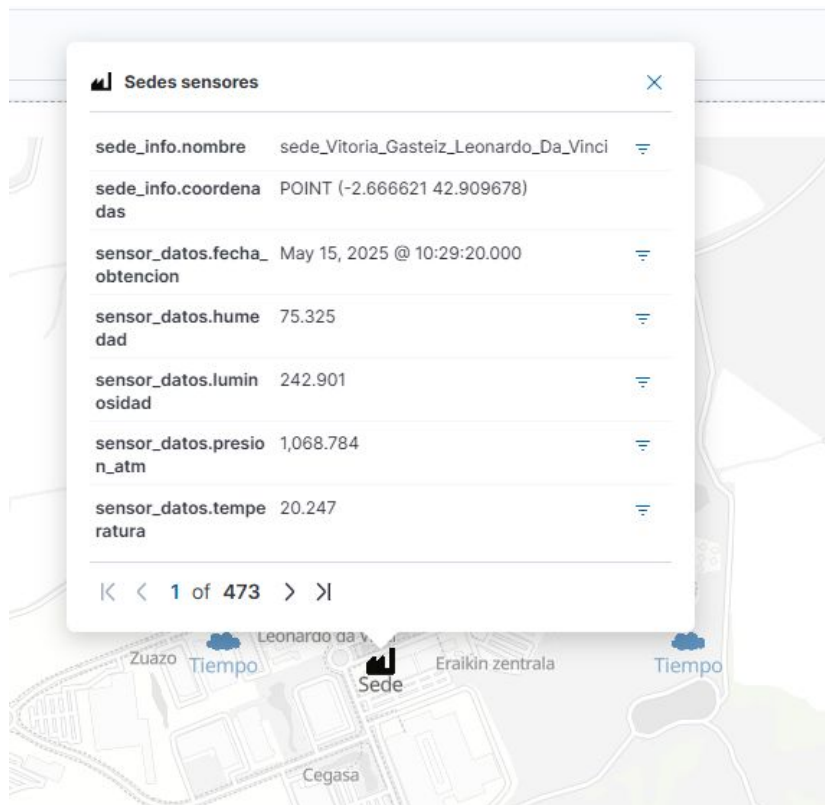 Sedes sensores
sede_info.nombre sede_Vitoria_Gasteiz_Leonardo_Da_Vinci
sede_info.coordena POINT (-2.666621 42.909678)
das
sensor_datos.fecha_ May 15, 2025 @ 10:29:20.000
obtencion
sensor_datos.hume 75.325
dad
sensor_datos.lumin 242.901
osidad
sensor_datos.presio 1,068.784
n_atm
sensor_datos.tempe 20.247
ratura
1 of 473
Leonardo da
Zuazo
Tiempo
Eraikin zentrala
Tiempo
Sede
Cegasa